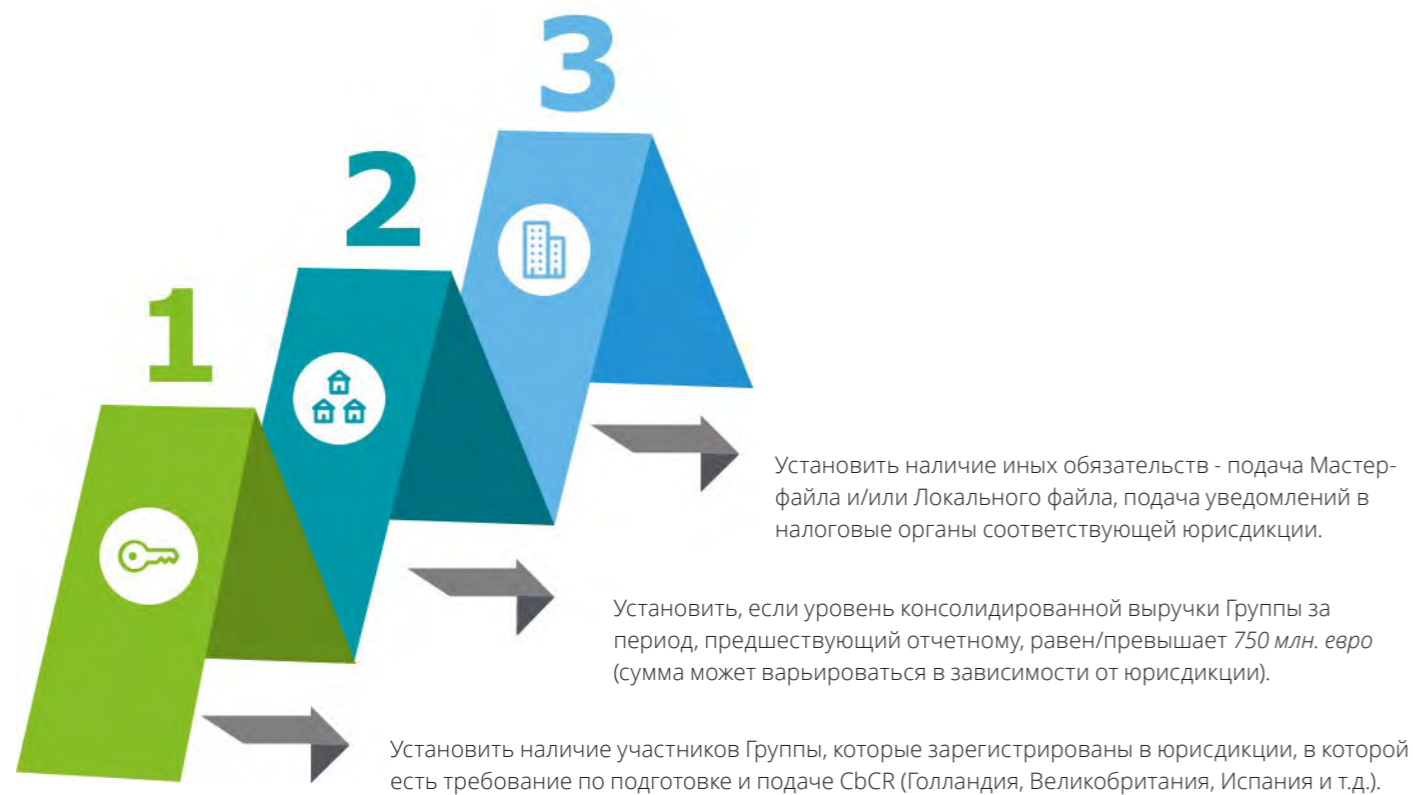 3
2
1
Установить наличие иных обязательств - подача Мастер-
файла и/или Локального файла, подача уведомлений в
налоговые органы соответствующей юрисдикции.
Установить, если уровень консолидированной выручки Группы за
период, предшествующий отчетному, равен/превышает 750 млн. евро
(сумма может варьироваться в зависимости от юрисдикции).
Установить наличие участников Группы, которые зарегистрированы в юрисдикции, в которой
есть требование по подготовке и подаче CbCR (Голландия, Великобритания, Испания и т.д.).